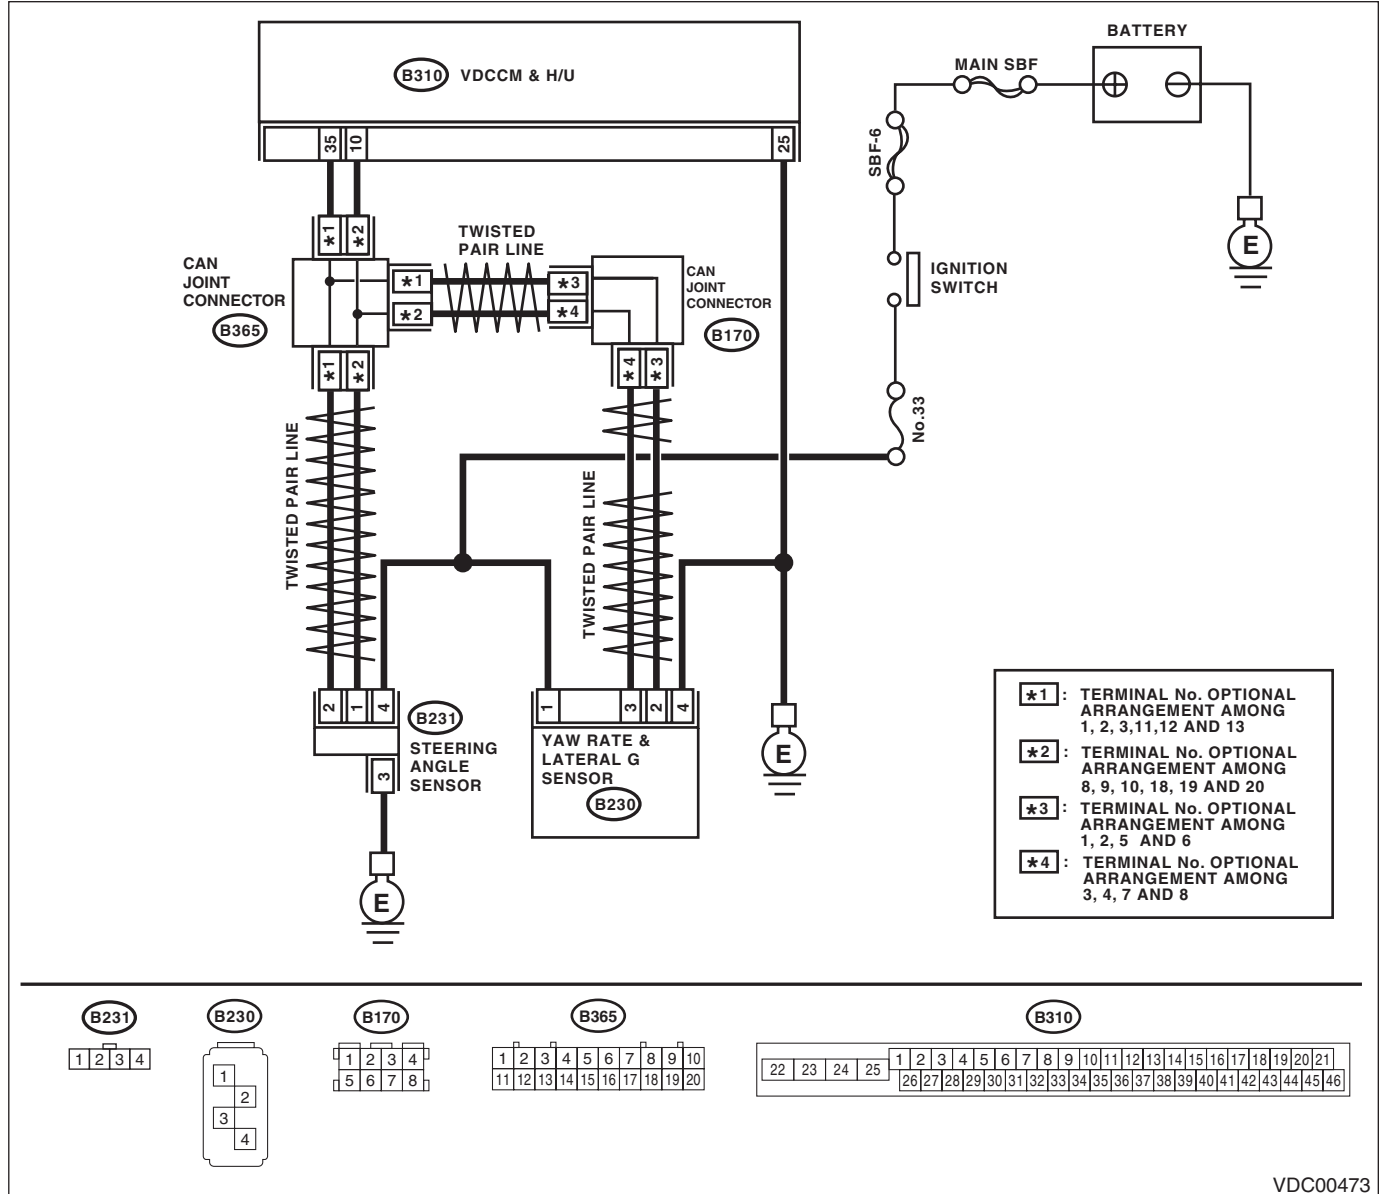 BATTERY
MAIN SBF
B310 VDCCM & H/U
SBF-6
35 10 25
*1 *2
TWISTED
PAIR LINE
CAN
JOINT
CONNECTOR
B365
*1
*2
*3
*4
CAN
JOINT
CONNECTOR
B170
IGNITION
SWITCH
E
*1 *2
*4 *3
No.33
TWISTED PAIR LINE
TWISTED PAIR LINE
2 1 4
B231
STEERING
ANGLE
SENSOR
3
E
1 3 2 4
YAW RATE &
LATERAL G
SENSOR
B230
E
*1 : TERMINAL No. OPTIONAL
ARRANGEMENT AMONG
1, 2, 3,11,12 AND 13
*2 : TERMINAL No. OPTIONAL
ARRANGEMENT AMONG
8, 9, 10, 18, 19 AND 20
*3 : TERMINAL No. OPTIONAL
ARRANGEMENT AMONG
1, 2, 5 AND 6
*4 : TERMINAL No. OPTIONAL
ARRANGEMENT AMONG
3, 4, 7 AND 8
B231
1 2 3 4
B230
1
2
3
4
B170
1 2 3 4
5 6 7 8
B365
1 2 3 4 5 6 7 8 9 10
11 12 13 14 15 16 17 18 19 20
B310
22 23 24 25
1 2 3 4 5 6 7 8 9 10 11 12 13 14 15 16 17 18 19 20 21
26 27 28 29 30 31 32 33 34 35 36 37 38 39 40 41 42 43 44 45 46
VDC00473